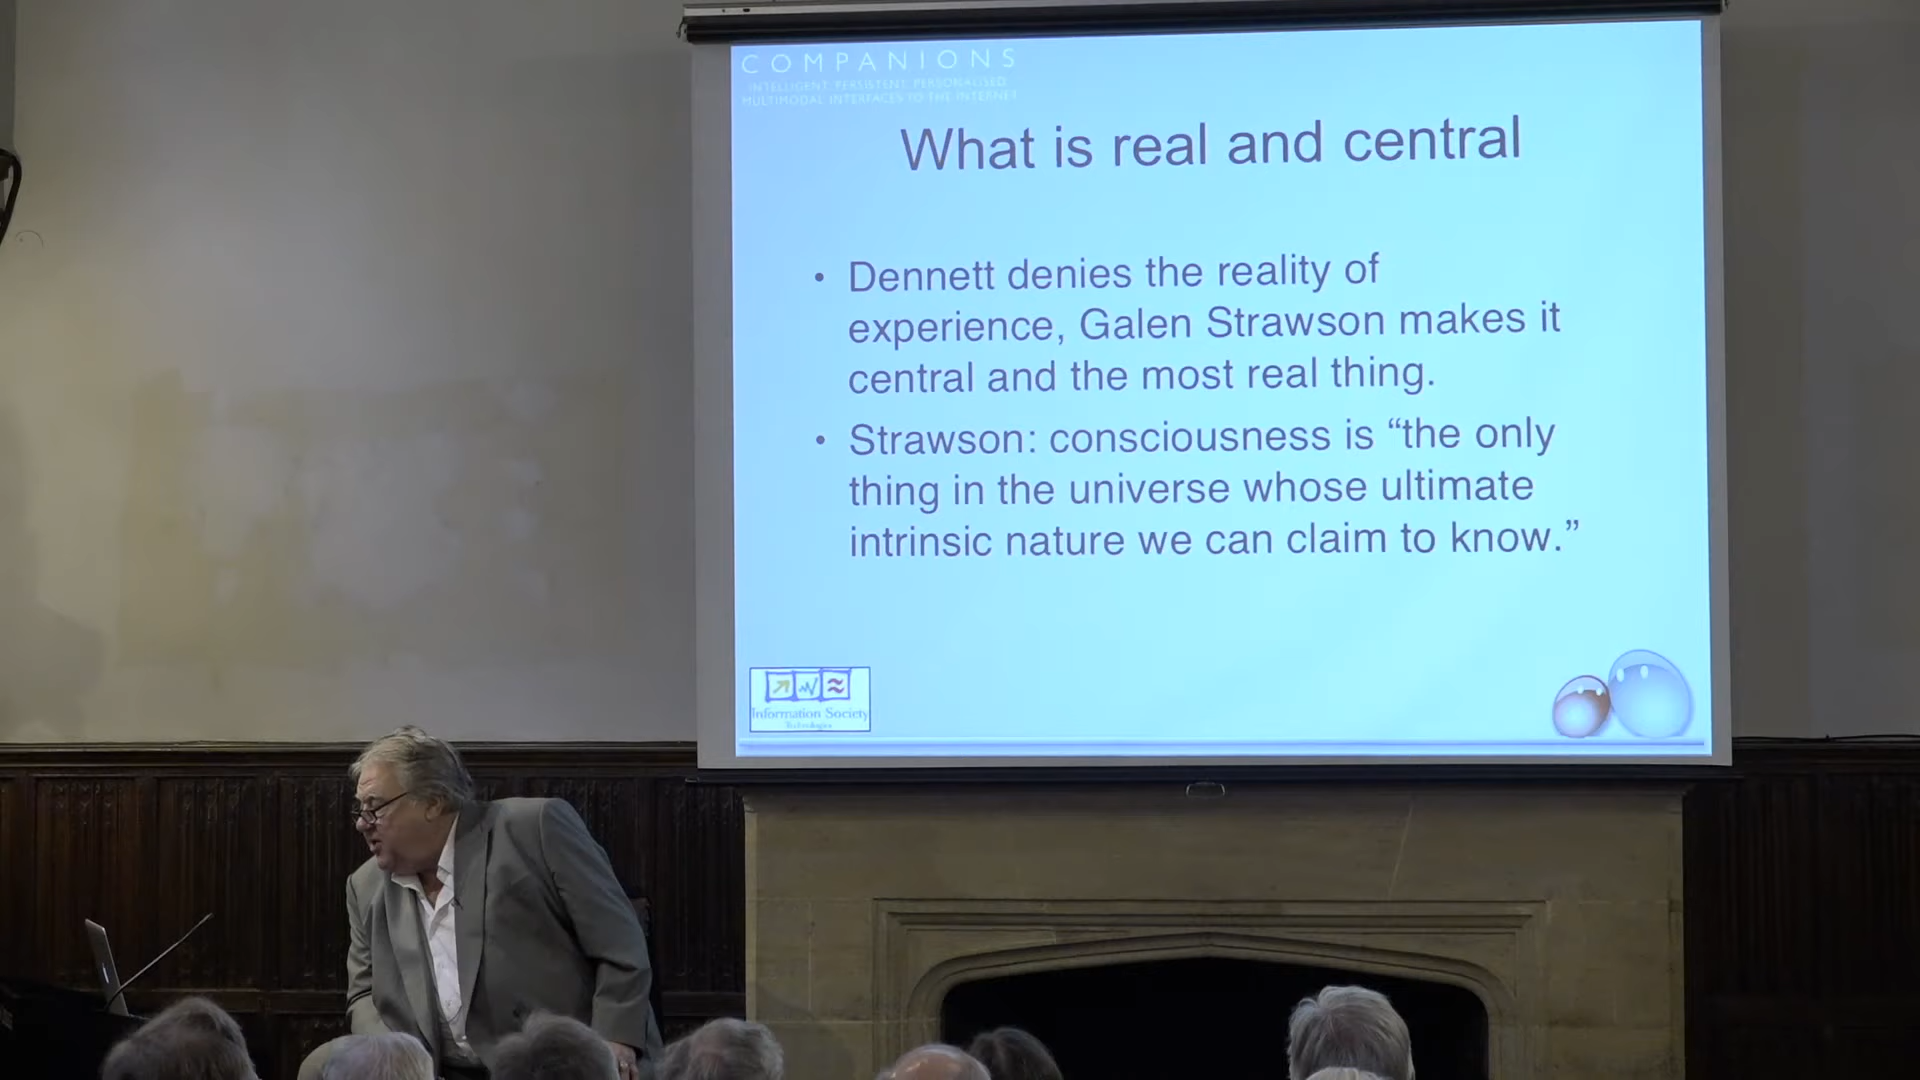 COMPANIONS
INTELLIGENT PERSISTENT PERSONALISED
MULTIMODAL INTERFACES TO THE INTERNET
What is real and central
• Dennett denies the reality of
experience, Galen Strawson makes it
central and the most real thing.
• Strawson: consciousness is “the only
thing in the universe whose ultimate
intrinsic nature we can claim to know.”
Information Society
Technologies